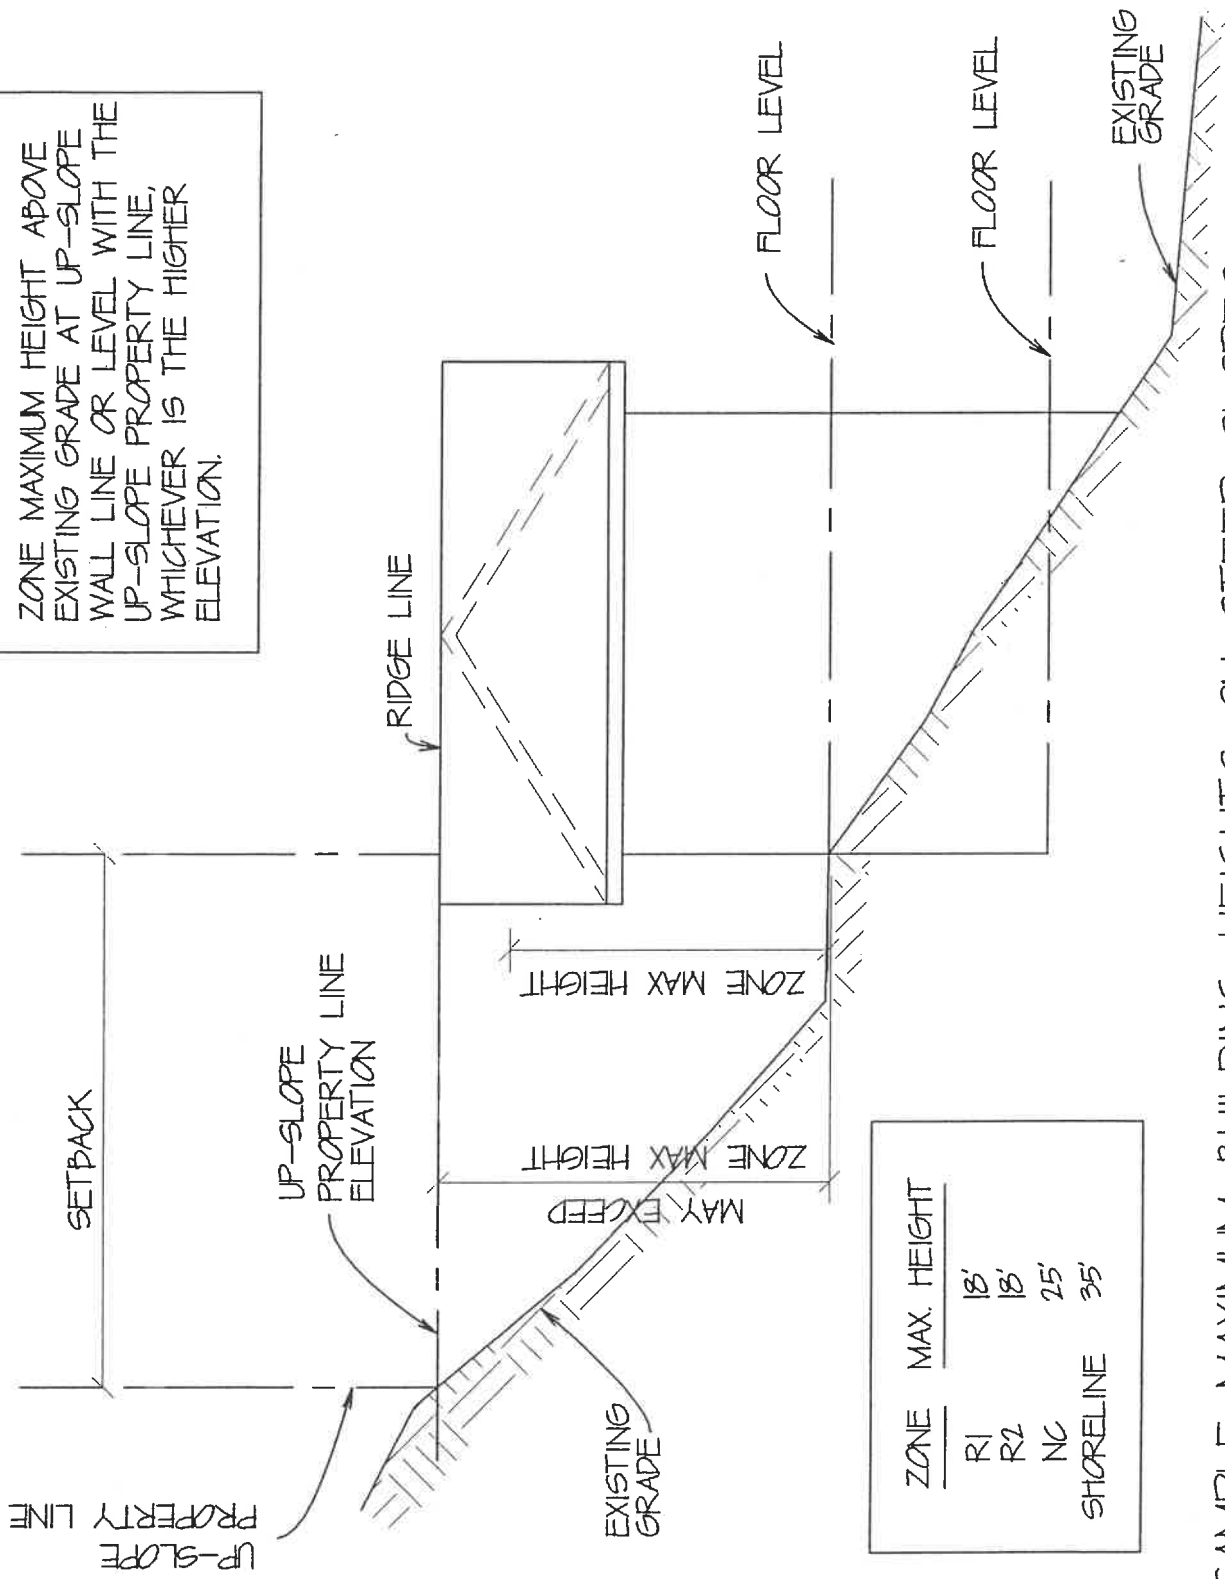 ZONE MAXIMUM HEIGHT ABOVE
EXISTING GRADE AT UP-SLOPE
WALL LINE OR LEVEL WITH THE
UP-SLOPE PROPERTY LINE,
WHICHEVER IS THE HIGHER
ELEVATION.
SETBACK
UP-SLOPE
PROPERTY LINE
UP-SLOPE
PROPERTY LINE
ELEVATION
RIDGE LINE
FLOOR LEVEL
FLOOR LEVEL
EXISTING
GRADE
ZONE MAX HEIGHT
MAY EXCEED
ZONE MAX HEIGHT
EXISTING
GRADE
ZONE MAX. HEIGHT
R1 18'
R2 18'
NC 25'
SHORELINE 35'
MAXIMUM BUILDING HEIGHTS